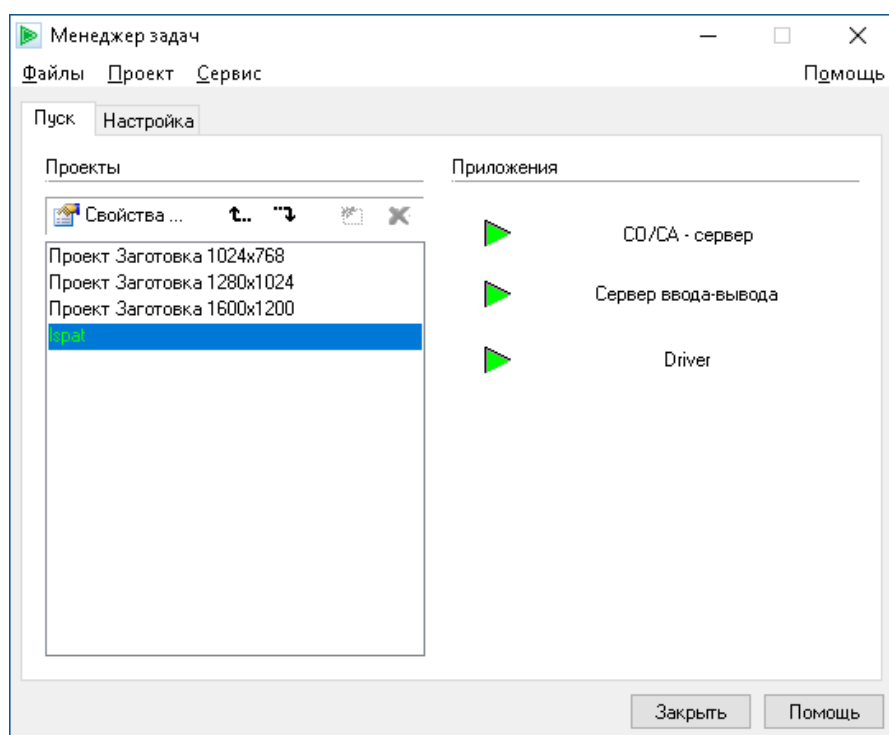 Менеджер задач
Файлы Проект Сервис Помощь
Пуск Настройка
Проекты
Свойства ...
Проект Заготовка 1024x768
Проект Заготовка 1280x1024
Проект Заготовка 1600x1200
Ispat
Приложения
СО/СА - сервер
Сервер ввода-вывода
Driver
Закрыть Помощь